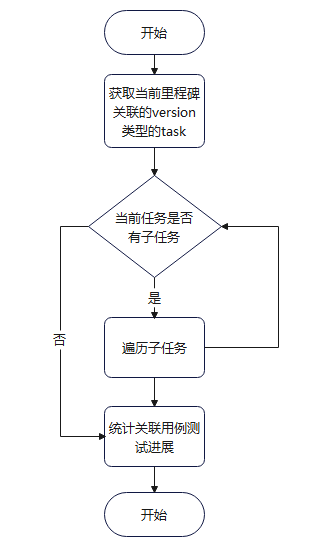 开始
获取当前里程碑
关联的version
类型的task
当前任务是否
有子任务
是
否
遍历子任务
统计关联用例测
试进展
开始